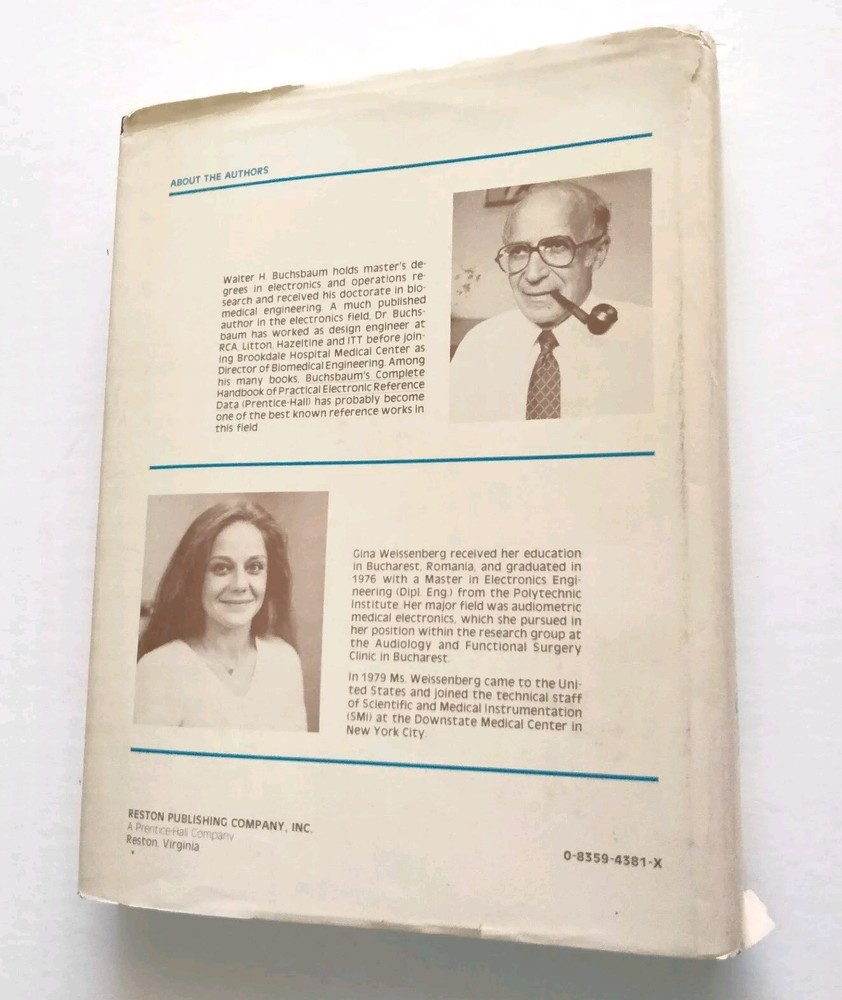 ABOUT THE AUTHORS
Walter H. Buchsbaum holds master's de-
grees in electronics and operations re-
search and received his doctorate in bio-
medical engineering. A much published
author in the electronics field, Dr. Buchs-
baum has worked as design engineer at
RCA, Litton, Hazeltine and ITT before join-
ing Brookdale Hospital Medical Center as
Director of Biomedical Engineering. Among
his many books, Buchsbaum's Complete
Handbook of Practical Electronic Reference
Data (Prentice-Hall) has probably become
one of the best known reference works in
this field.
Gina Weissenberg received her education
in Bucharest, Romania, and graduated in
1976 with a Master in Electronics Engi-
neering (Dipl. Eng.) from the Polytechnic
Institute. Her major field was audiometric
medical electronics, which she pursued in
her position within the research group at
the Audiology and Functional Surgery
Clinic in Bucharest.
In 1979 Ms. Weissenberg came to the Uni-
ted States and joined the technical staff
of Scientific and Medical Instrumentation
(SMI) at the Downstate Medical Center in
New York City.
RESTON PUBLISHING COMPANY, INC.
A Prentice-Hall Company
Reston, Virginia
0-8359-4381-X